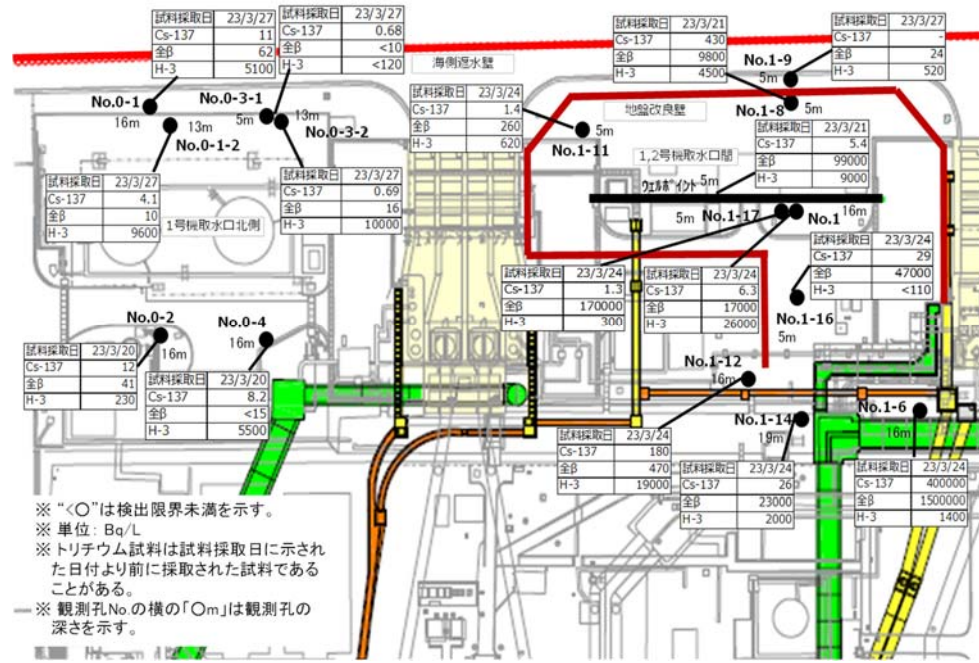 試料採取日 23/3/27
Cs-137 11
全β 62
H-3 5100
試料採取日 23/3/27
Cs-137 0.68
全β <10
H-3 <120
海側遮水壁
試料採取日 23/3/21
Cs-137 430
全β 9800
H-3 4500
試料採取日 23/3/27
Cs-137 -
全β 24
H-3 520
No.0-1
16m
No.0-3-1
5m
13m
No.0-3-2
13m
No.0-1-2
試料採取日 23/3/24
Cs-137 1.4
全β 260
H-3 620
5m
No.1-11
地盤改良壁
No.1-9
5m
No.1-8
5m
試料採取日 23/3/21
Cs-137 5.4
全β 99000
H-3 9000
1,2号機取水口間
試料採取日 23/3/27
Cs-137 4.1
全β 10
H-3 9600
1号機取水口北側
試料採取日 23/3/27
Cs-137 0.69
全β 16
H-3 10000
ウェルポイント 5m
5m
No.1-17
No.1
16m
試料採取日 23/3/24
Cs-137 1.3
全β 170000
H-3 300
試料採取日 23/3/24
Cs-137 6.3
全β 17000
H-3 26000
試料採取日 23/3/24
Cs-137 29
全β 47000
H-3 <110
No.1-16
5m
No.0-2
16m
No.0-4
16m
試料採取日 23/3/20
Cs-137 12
全β 41
H-3 230
試料採取日 23/3/20
Cs-137 8.2
全β <15
H-3 5500
No.1-12
16m
No.1-14
19m
No.1-6
16m
試料採取日 23/3/24
Cs-137 180
全β 470
H-3 19000
試料採取日 23/3/24
Cs-137 26
全β 23000
H-3 2000
試料採取日 23/3/24
Cs-137 400000
全β 1500000
H-3 1400
※ “<○”は検出限界未満を示す。
※ 単位: Bq/L
※ トリチウム試料は試料採取日に示され
た日付より前に採取された試料である
ことがある。
※ 観測孔No.の横の「○m」は観測孔の
深さを示す。